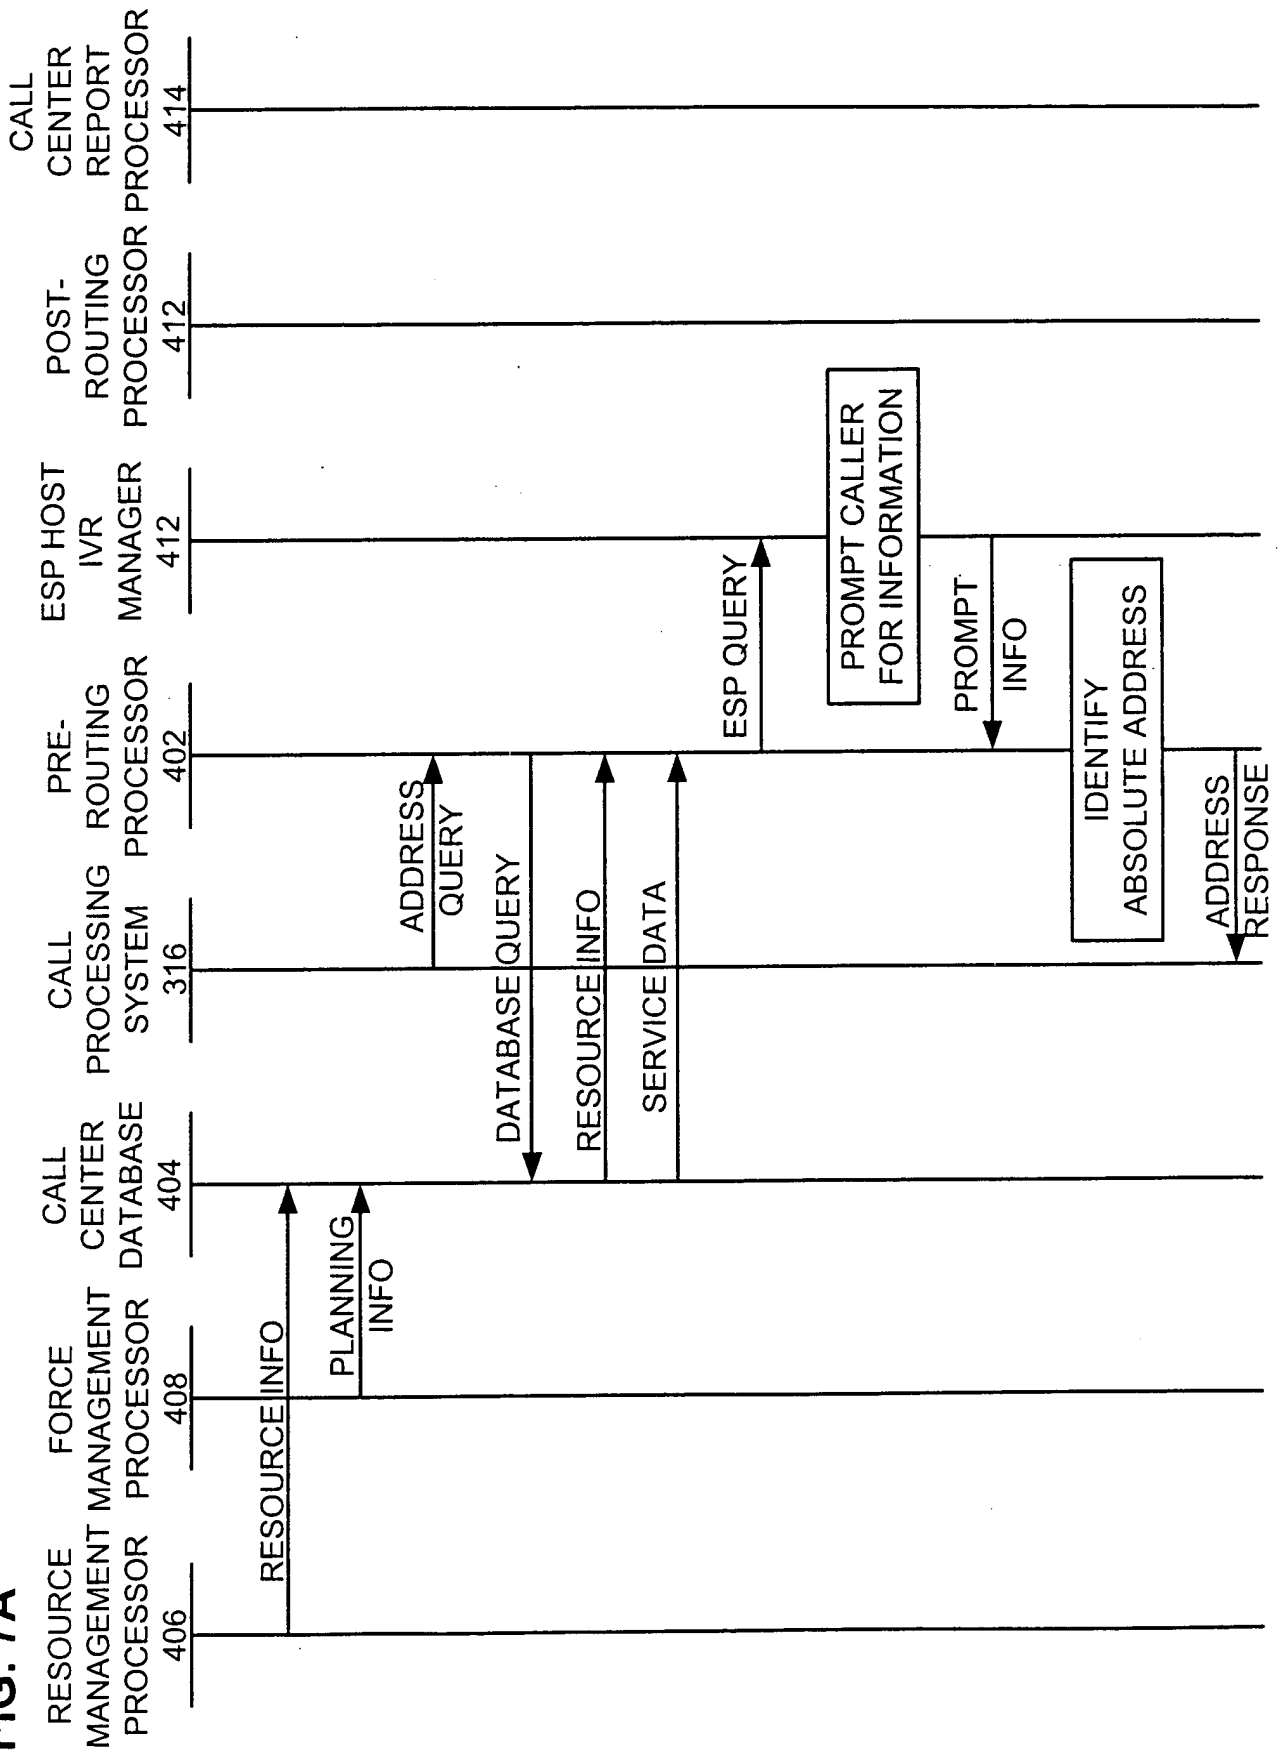 FIG. 7A
RESOURCE
MANAGEMENT
PROCESSOR
406
FORCE
MANAGEMENT
PROCESSOR
408
CALL
CENTER
DATABASE
404
CALL
PROCESSING
SYSTEM
316
PRE-
ROUTING
PROCESSOR
402
ESP HOST
IVR
MANAGER
412
POST-
ROUTING
PROCESSOR
412
CALL
CENTER
REPORT
PROCESSOR
414
RESOURCE INFO
PLANNING
INFO
ADDRESS
QUERY
DATABASE QUERY
RESOURCE INFO
SERVICE DATA
ESP QUERY
PROMPT CALLER
FOR INFORMATION
PROMPT
INFO
IDENTIFY
ABSOLUTE ADDRESS
ADDRESS
RESPONSE